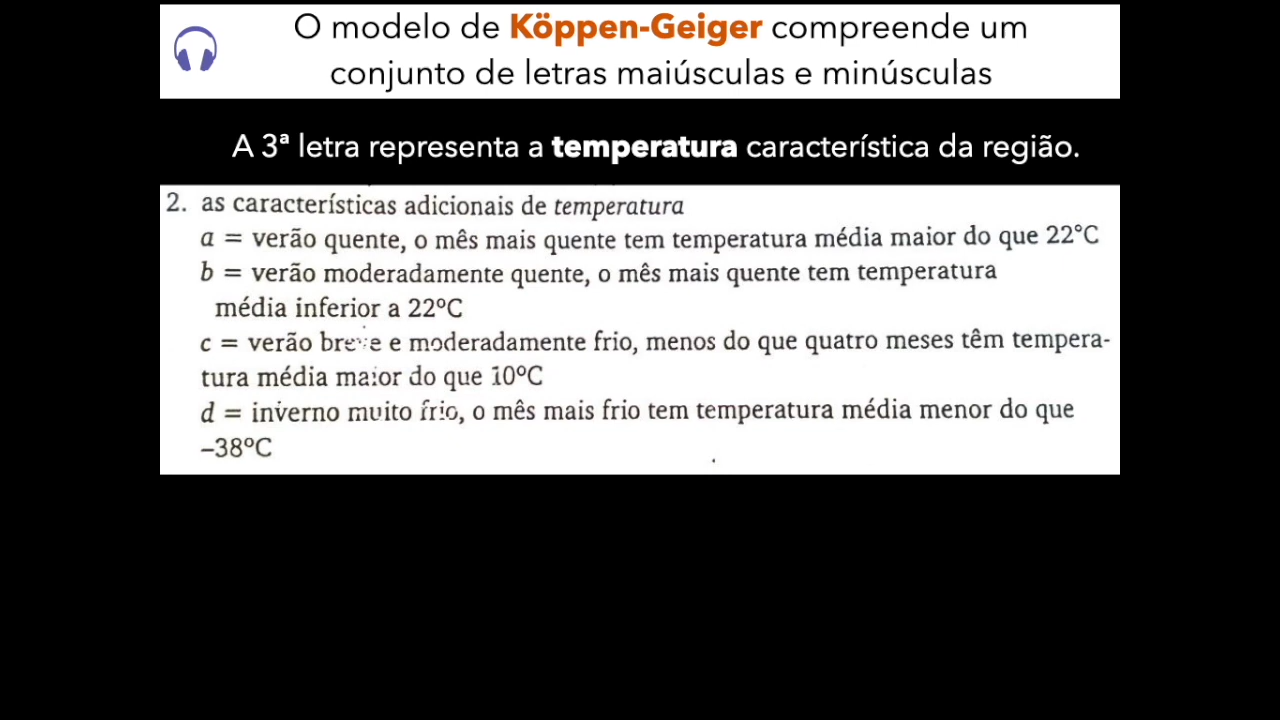 O modelo de Köppen-Geiger compreende um
conjunto de letras maiúsculas e minúsculas
A 3ª letra representa a temperatura característica da região.
2. as características adicionais de temperatura
a = verão quente, o mês mais quente tem temperatura média maior do que 22°C
b = verão moderadamente quente, o mês mais quente tem temperatura
média inferior a 22ºC
c = verão breve e moderadamente frio, menos do que quatro meses têm tempera-
tura média maior do que 10ºC
d = inverno muito frio, o mês mais frio tem temperatura média menor do que
–38ºC